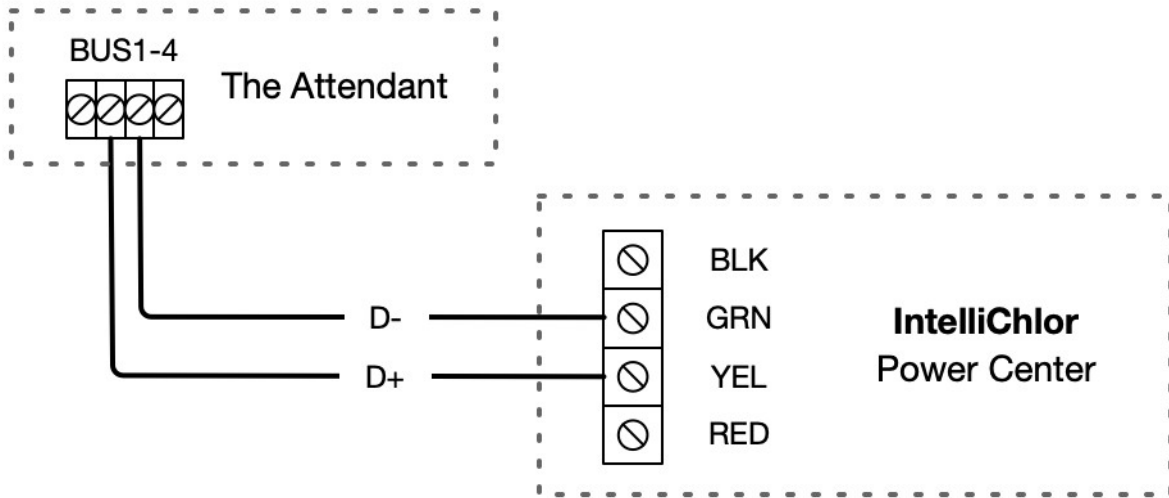 BUS1-4
The Attendant
BLK
D-
GRN
IntelliChlor
D+
YEL
Power Center
RED